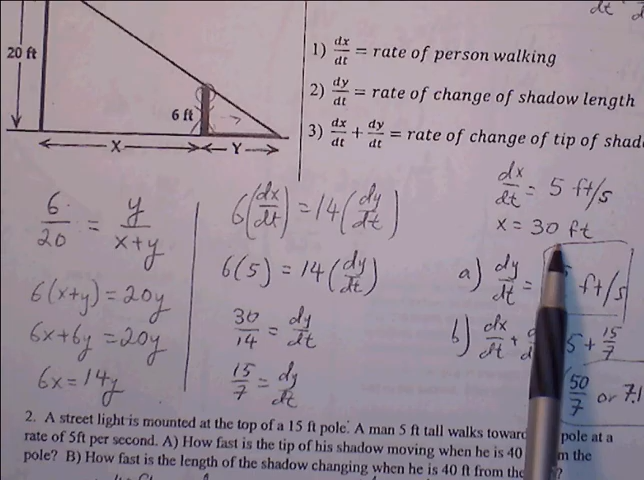 dt
20 ft
6 ft
X
Y
1) dx/dt = rate of person walking
2) dy/dt = rate of change of shadow length
3) dx/dt + dy/dt = rate of change of tip of
6/20 = y/x+y
6(x+y) = 20y
6x+6y = 20y
6x = 14y
6(dx/dt) = 14(dy/dt)
6(5) = 14(dy/dt)
30/14 = dy/dt
15/7 = dy/dt
dx/dt = 5 ft/s
x = 30 ft
a) dy/dt = ft/s
b) dx/dt + 5 + 15/7
50/7 or 7.1
2. A street light is mounted at the top of a 15 ft pole. A man 5 ft tall walks pole at a
rate of 5ft per second. A) How fast is the tip of his shadow moving when he is 40 the
pole? B) How fast is the length of the shadow changing when he is 40 ft from the ?